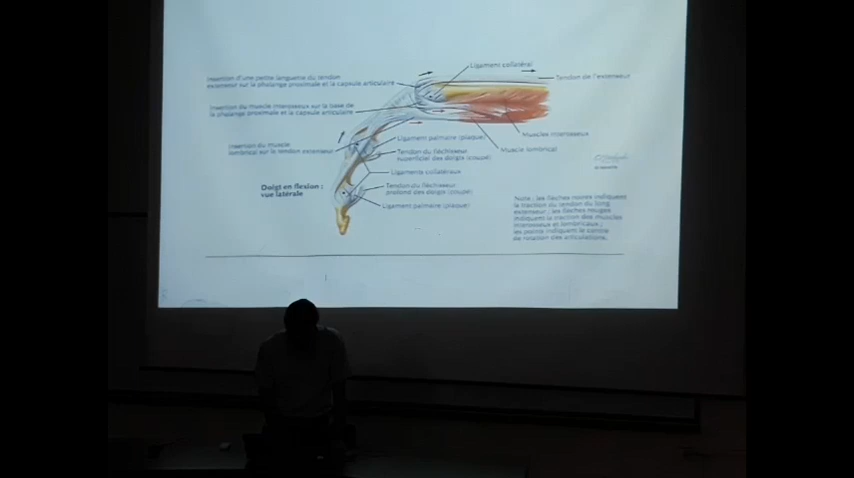 Ligament collatéral
Insertion d'une petite languette du tendon
extenseur sur la phalange proximale et la capsule articulaire
Tendon de l'extenseur
Insertion du muscle interosseux sur la base de
la phalange proximale et la capsule articulaire
Muscles interosseux
Insertion du muscle
lombrical sur le tendon extenseur
Ligament palmaire (plaque)
Muscle lombrical
Tendon du fléchisseur
superficiel des doigts (coupé)
Ligaments collatéraux
Doigt en flexion :
vue latérale
Tendon du fléchisseur
profond des doigts (coupé)
Ligament palmaire (plaque)
Note : les flèches noires indiquent
la traction du tendon du long
extenseur ; les flèches rouges
indiquent la traction des muscles
interosseux et lombricaux ;
les points indiquent le centre
de rotation des articulations.